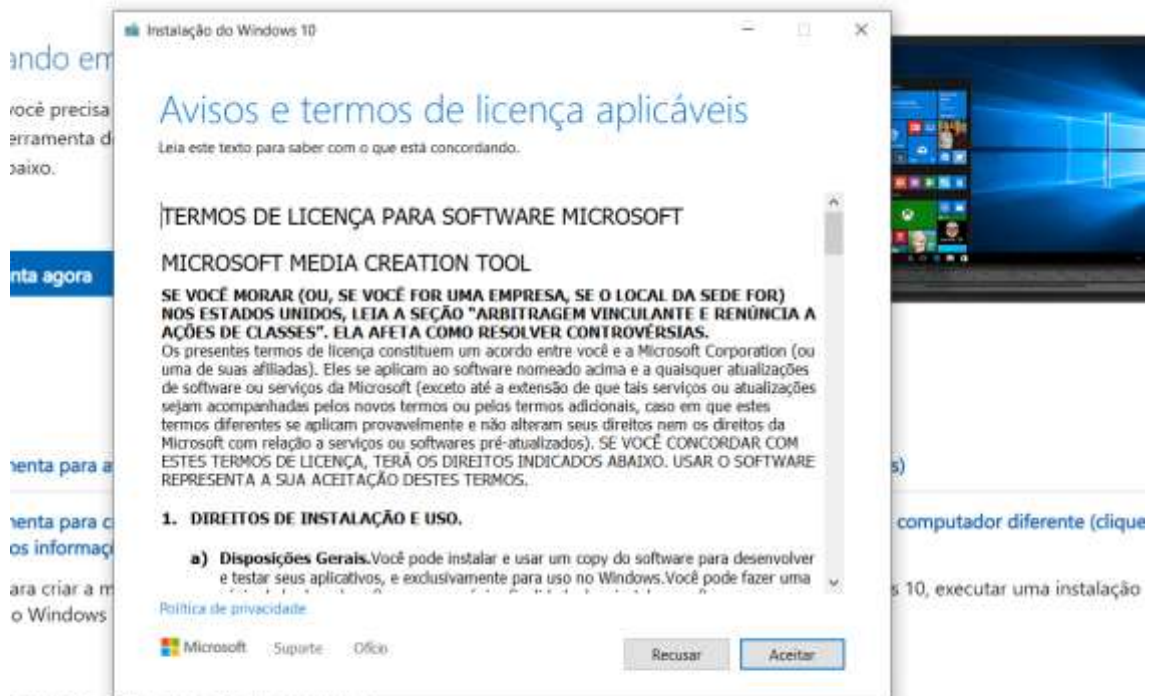 Instalação do Windows 10
ando em
você precisa
erramenta d
baixo.
nta agora
Avisos e termos de licença aplicáveis
Leia este texto para saber com o que está concordando.
TERMOS DE LICENÇA PARA SOFTWARE MICROSOFT
MICROSOFT MEDIA CREATION TOOL
SE VOCÊ MORAR (OU, SE VOCÊ FOR UMA EMPRESA, SE O LOCAL DA SEDE FOR)
NOS ESTADOS UNIDOS, LEIA A SEÇÃO "ARBITRAGEM VINCULANTE E RENÚNCIA A
AÇÕES DE CLASSES". ELA AFETA COMO RESOLVER CONTROVÉRSIAS.
Os presentes termos de licença constituem um acordo entre você e a Microsoft Corporation (ou
uma de suas afiliadas). Eles se aplicam ao software nomeado acima e a quaisquer atualizações
de software ou serviços da Microsoft (exceto até a extensão de que tais serviços ou atualizações
sejam acompanhadas pelos novos termos ou pelos termos adicionais, caso em que estes
termos diferentes se aplicam provavelmente e não alteram seus direitos nem os direitos da
Microsoft com relação a serviços ou softwares pré-atualizados). SE VOCÊ CONCORDAR COM
ESTES TERMOS DE LICENÇA, TERÁ OS DIREITOS INDICADOS ABAIXO. USAR O SOFTWARE
REPRESENTA A SUA ACEITAÇÃO DESTES TERMOS.
1. DIREITOS DE INSTALAÇÃO E USO.
a) Disposições Gerais.Você pode instalar e usar um copy do software para desenvolver
e testar seus aplicativos, e exclusivamente para uso no Windows.Você pode fazer uma
Política de privacidade
Microsoft Suporte Ofício
Recusar Aceitar
enta para a
s)
enta para c
computador diferente (clique
os informaç
ara criar a m
s 10, executar uma instalação
o Windows